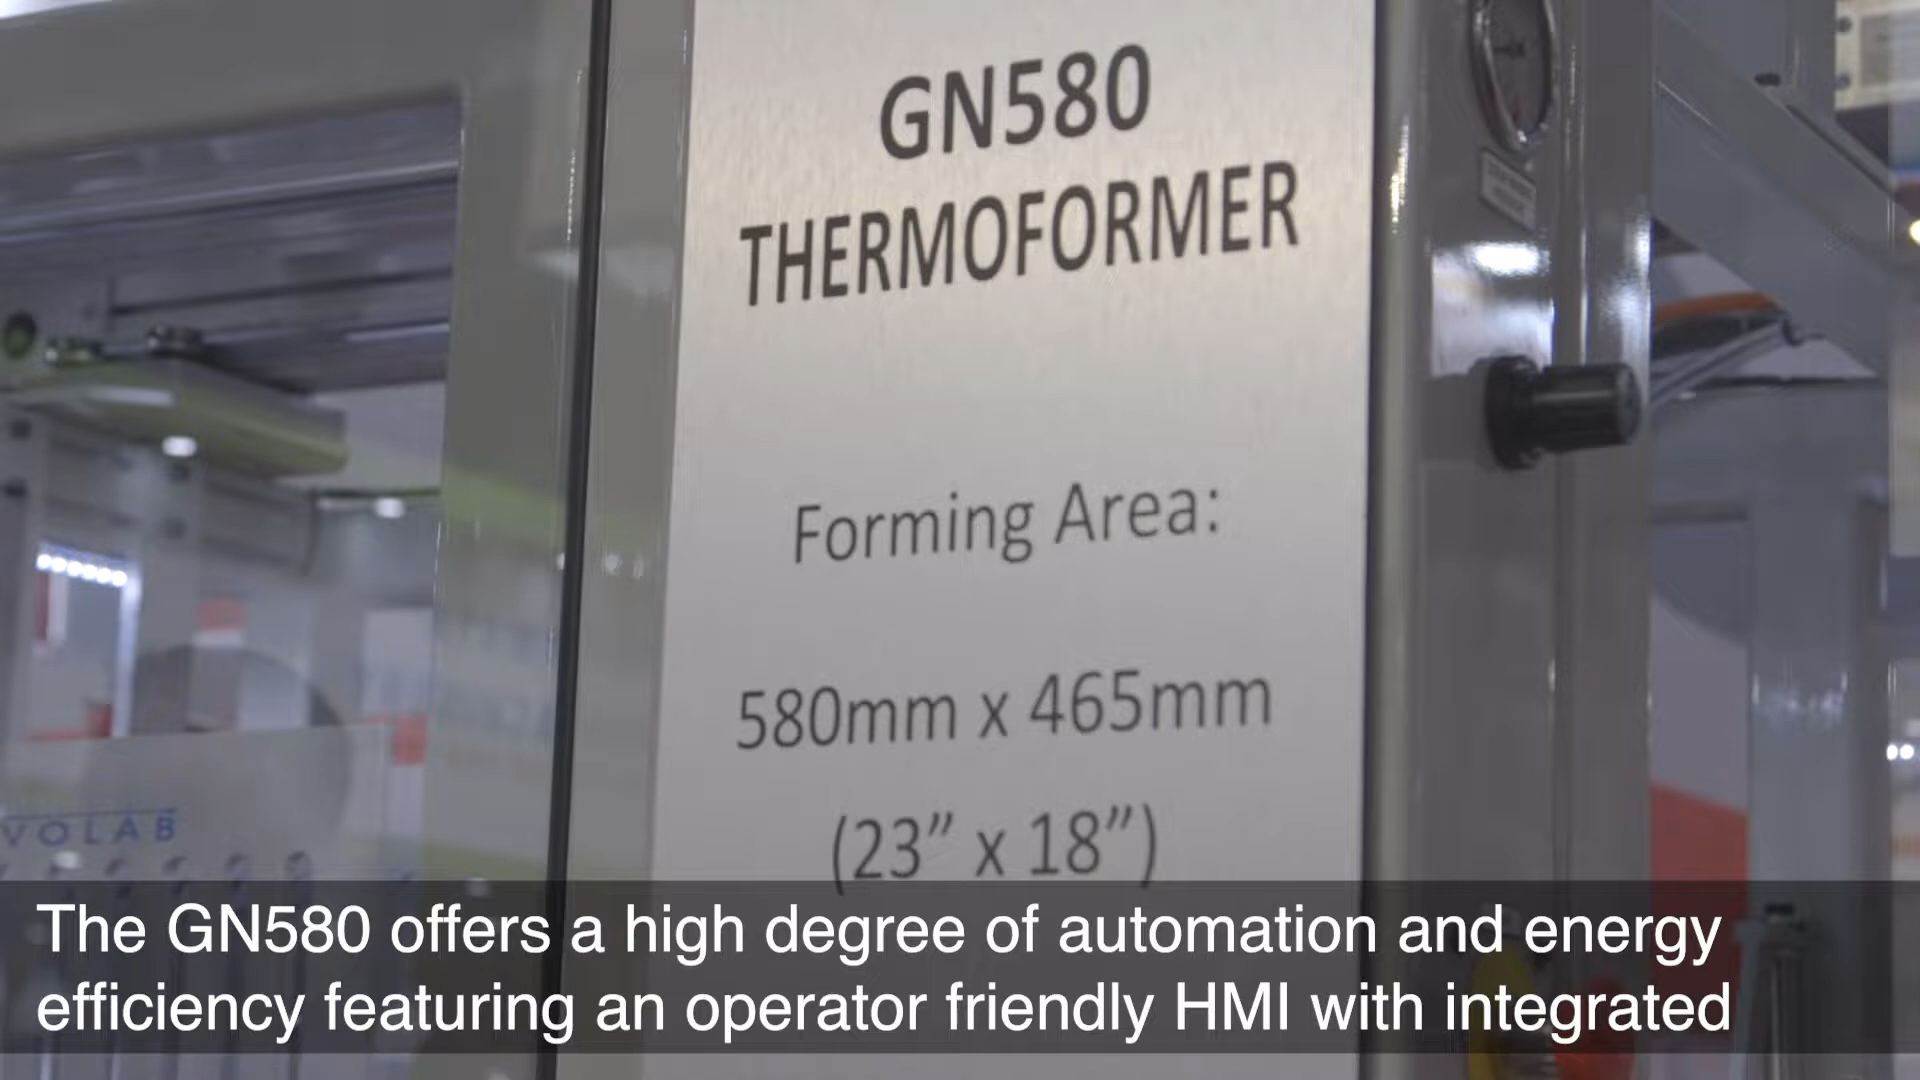 GN580
THERMOFORMER
Forming Area:
580mm x 465mm
(23” x 18”)
VOLAB
The GN580 offers a high degree of automation and energy
efficiency featuring an operator friendly HMI with integrated